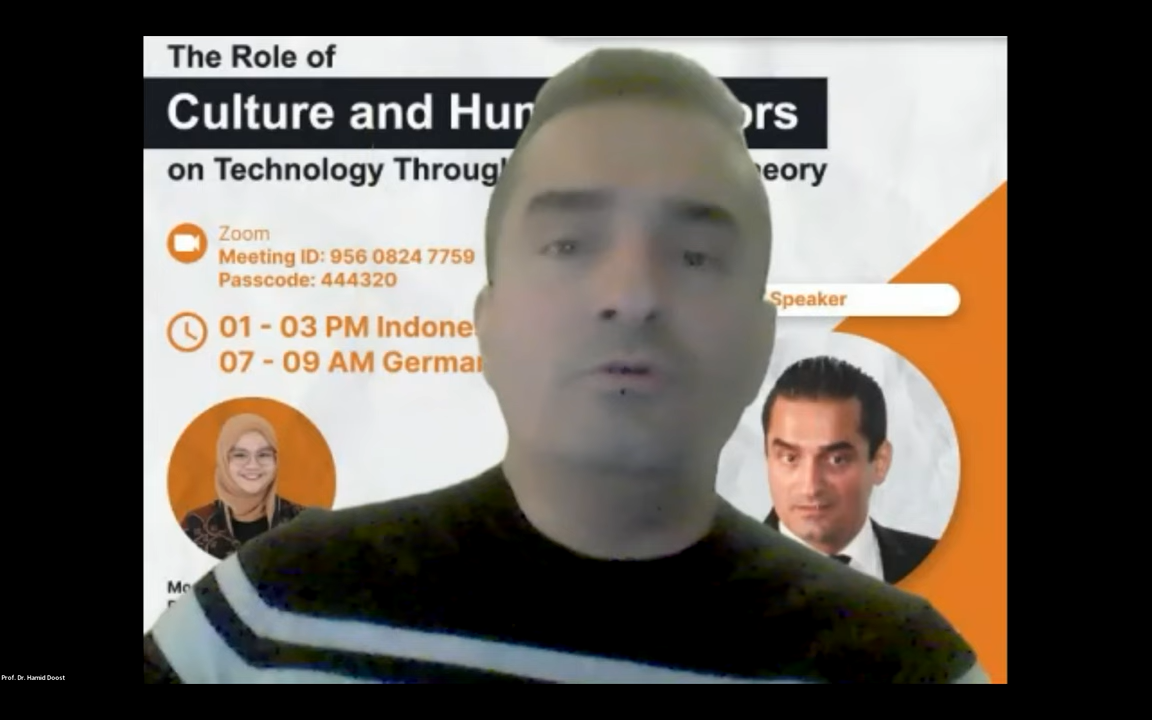 The Role of
Culture and Hum ors
on Technology Throug eory
Zoom
Meeting ID: 956 0824 7759
Passcode: 444320
Speaker
01 - 03 PM Indone
07 - 09 AM German
Mo
Prof. Dr. Hamid Doost